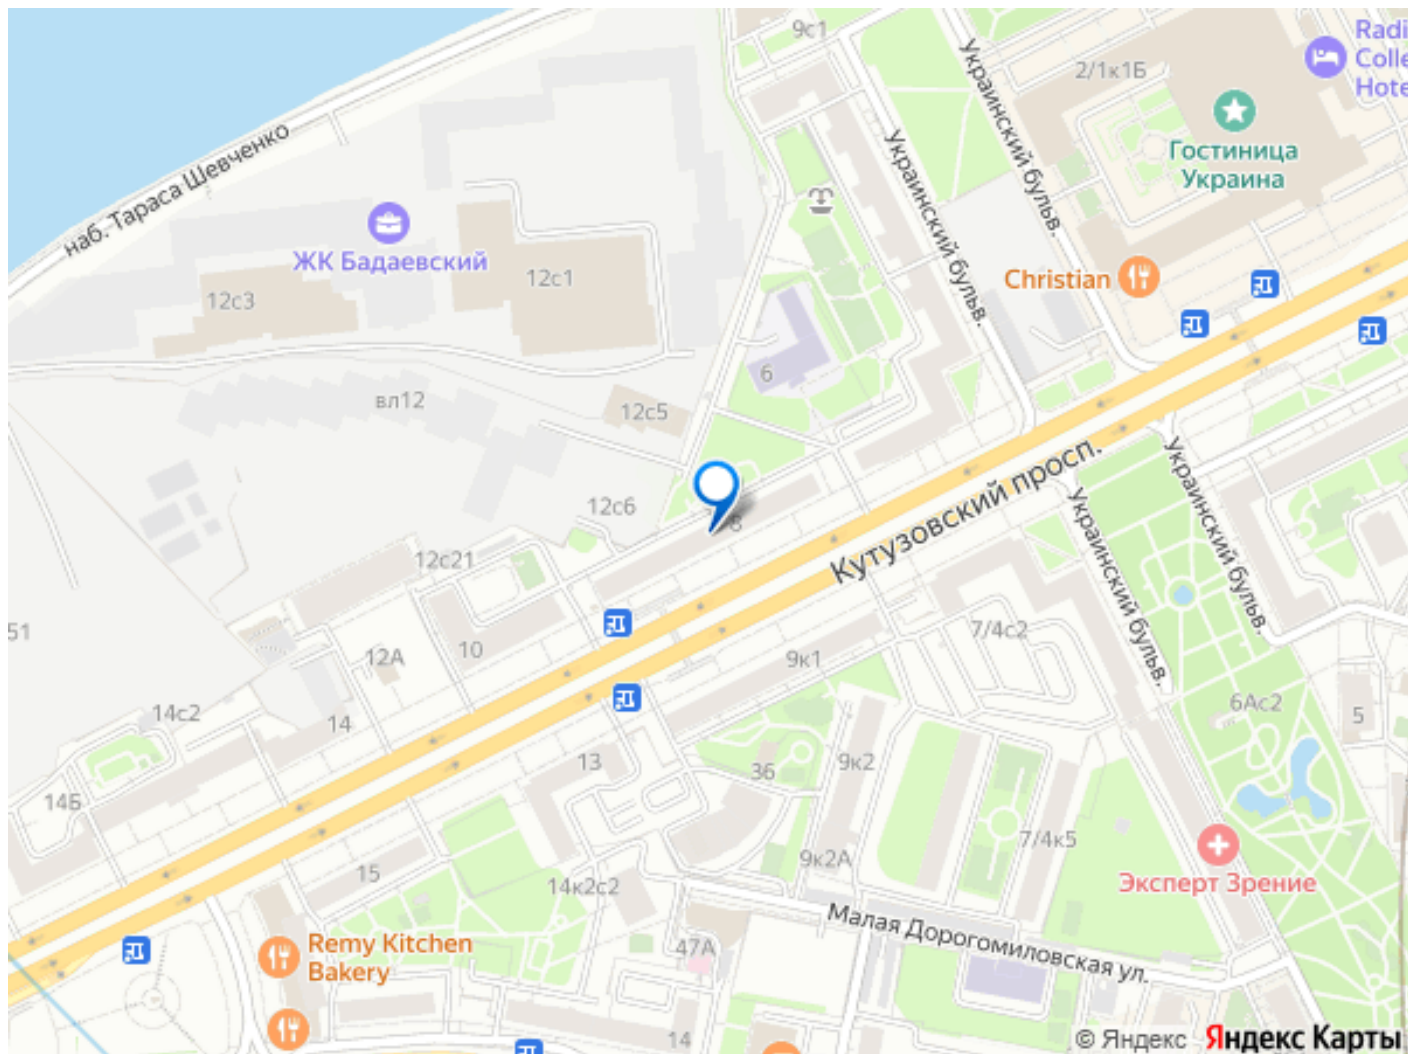 9с1
Radi
Colle
Hote
2/1к1Б
Украинский бульв.
Украинский бульв.
Гостиница
Украина
наб. Тараса Шевченко
ЖК Бадаевский
12с1
12с3
Christian
6
вл12
12с5
12с6
8
Кутузовский просп.
Украинский бульв.
Украинский бульв.
12с21
51
10
12А
7/4с2
9к1
14с2
14
6Ас2
5
13
36
9к2
14Б
7/4к5
9к2А
15
14к2с2
Эксперт Зрение
Малая Дорогомиловская ул.
Remy Kitchen
Bakery
47А
14
© Яндекс Яндекс Карты